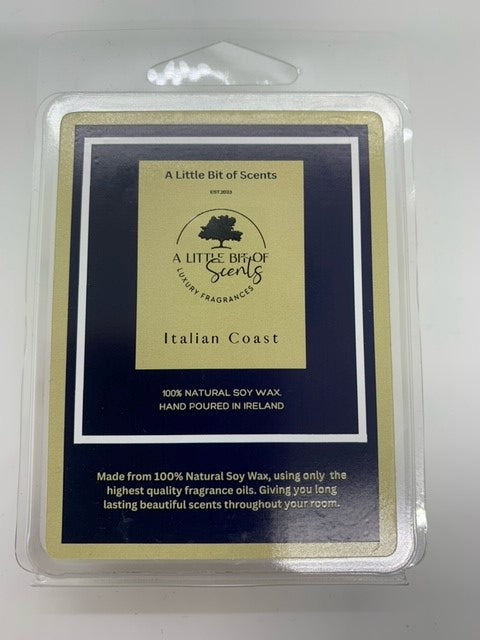 A Little Bit of Scents
EST.2023
A LITTLE BIT OF
Scents
LUXURY FRAGRANCES
Italian Coast
100% NATURAL SOY WAX.
HAND POURED IN IRELAND
Made from 100% Natural Soy Wax, using only the
highest quality fragrance oils. Giving you long
lasting beautiful scents throughout your room.